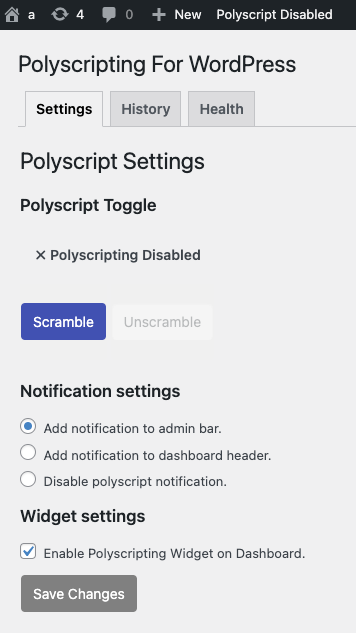 a 4 0 New Polyscript Disabled
Polyscripting For WordPress
Settings History Health
Polyscript Settings
Polyscript Toggle
✕ Polyscripting Disabled
Scramble Unscramble
Notification settings
Add notification to admin bar.
Add notification to dashboard header.
Disable polyscript notification.
Widget settings
Enable Polyscripting Widget on Dashboard.
Save Changes